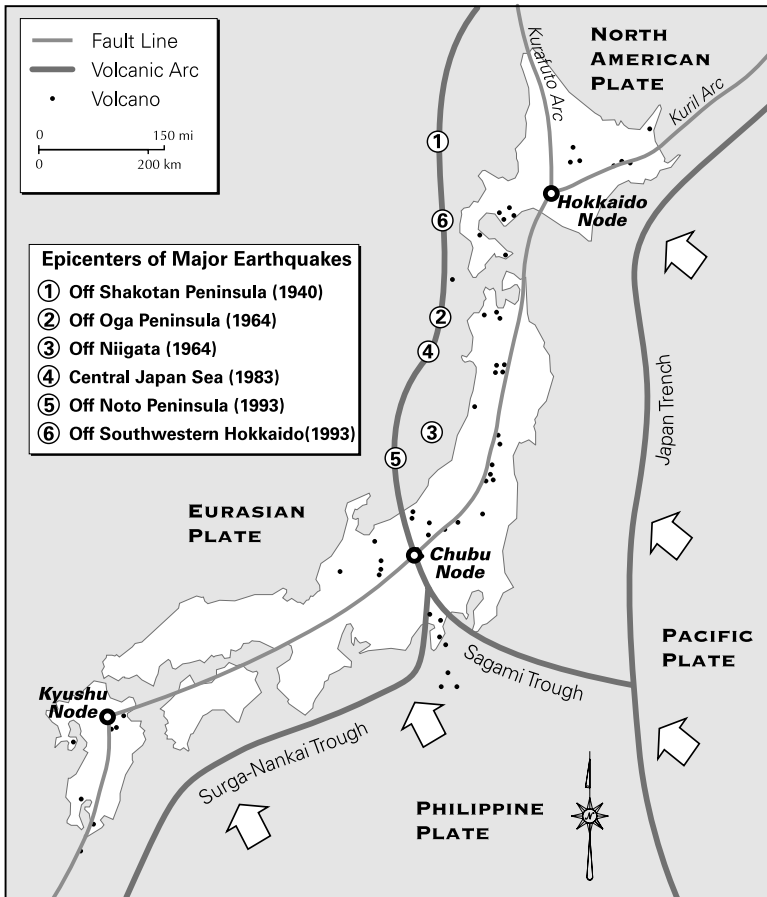 Fault Line
Volcanic Arc
Volcano
0 150 mi
0 200 km
NORTH
AMERICAN
PLATE
Kurafuto Arc
Kuril Arc
1
6
Hokkaido
Node
Epicenters of Major Earthquakes
1 Off Shakotan Peninsula (1940)
2 Off Oga Peninsula (1964)
3 Off Niigata (1964)
4 Central Japan Sea (1983)
5 Off Noto Peninsula (1993)
6 Off Southwestern Hokkaido(1993)
2
4
3
5
Japan Trench
EURASIAN
PLATE
Chubu
Node
PACIFIC
PLATE
Sagami Trough
Kyushu
Node
Surga-Nankai Trough
PHILIPPINE
PLATE
N